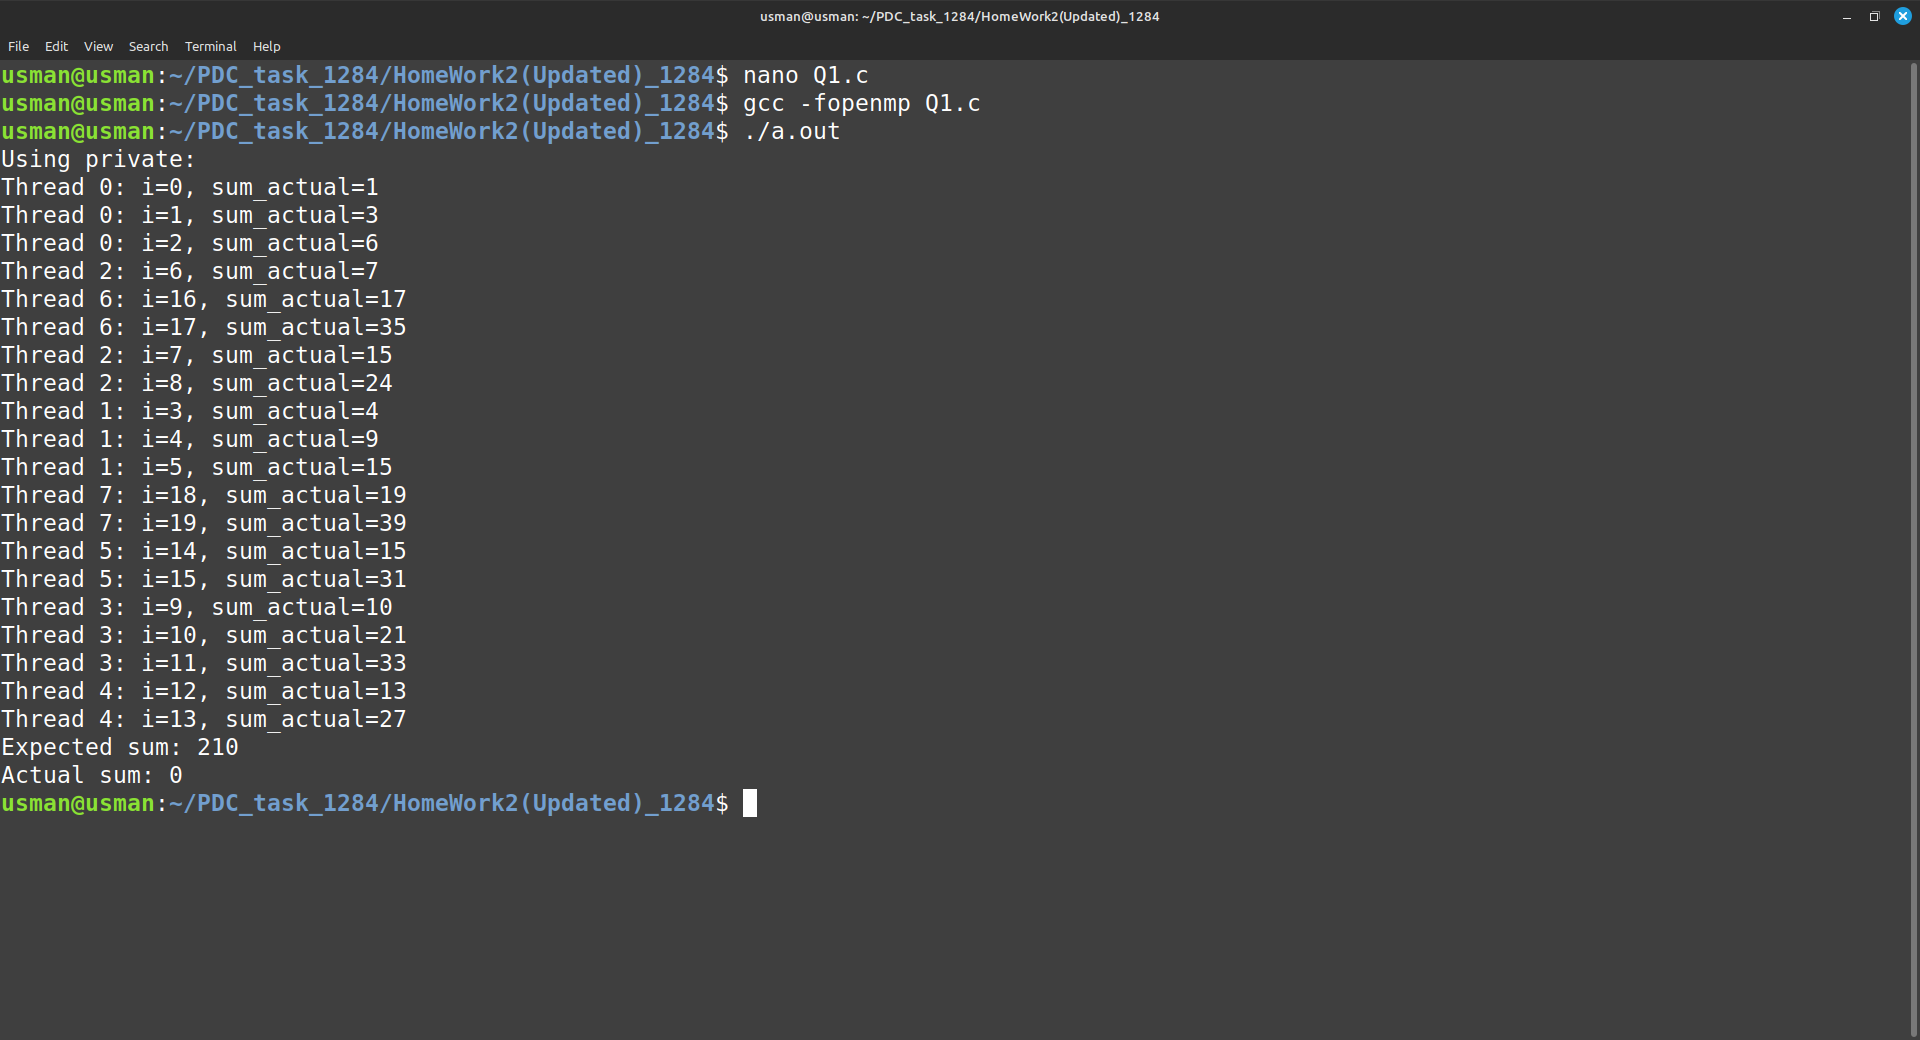 usman@usman: ~/PDC_task_1284/HomeWork2(Updated)_1284
File Edit View Search Terminal Help
usman@usman:~/PDC_task_1284/HomeWork2(Updated)_1284$ nano Q1.c
usman@usman:~/PDC_task_1284/HomeWork2(Updated)_1284$ gcc -fopenmp Q1.c
usman@usman:~/PDC_task_1284/HomeWork2(Updated)_1284$ ./a.out
Using private:
Thread 0: i=0, sum_actual=1
Thread 0: i=1, sum_actual=3
Thread 0: i=2, sum_actual=6
Thread 2: i=6, sum_actual=7
Thread 6: i=16, sum_actual=17
Thread 6: i=17, sum_actual=35
Thread 2: i=7, sum_actual=15
Thread 2: i=8, sum_actual=24
Thread 1: i=3, sum_actual=4
Thread 1: i=4, sum_actual=9
Thread 1: i=5, sum_actual=15
Thread 7: i=18, sum_actual=19
Thread 7: i=19, sum_actual=39
Thread 5: i=14, sum_actual=15
Thread 5: i=15, sum_actual=31
Thread 3: i=9, sum_actual=10
Thread 3: i=10, sum_actual=21
Thread 3: i=11, sum_actual=33
Thread 4: i=12, sum_actual=13
Thread 4: i=13, sum_actual=27
Expected sum: 210
Actual sum: 0
usman@usman:~/PDC_task_1284/HomeWork2(Updated)_1284$